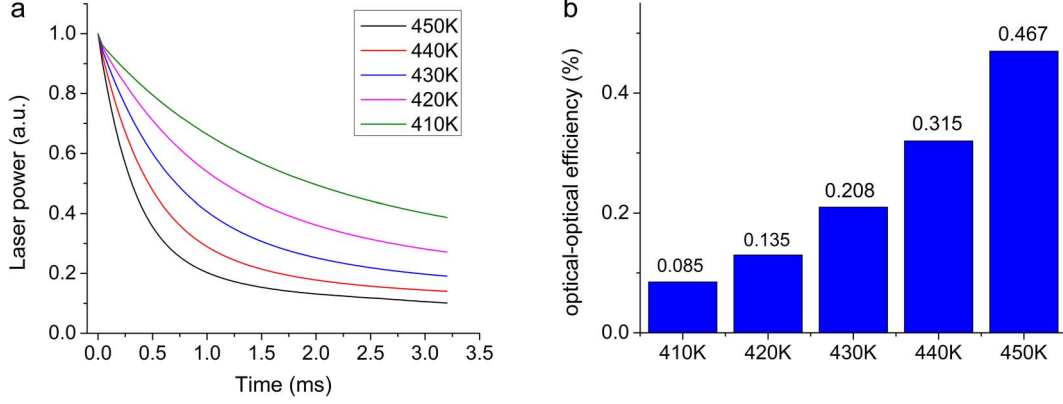 a
Laser power (a.u.)
1.0
0.8
0.6
0.4
0.2
0.0
0.0 0.5 1.0 1.5 2.0 2.5 3.0 3.5
Time (ms)
450K
440K
430K
420K
410K
b
optical-optical efficiency (%)
0.4
0.2
0.0
0.085
0.135
0.208
0.315
0.467
410K 420K 430K 440K 450K